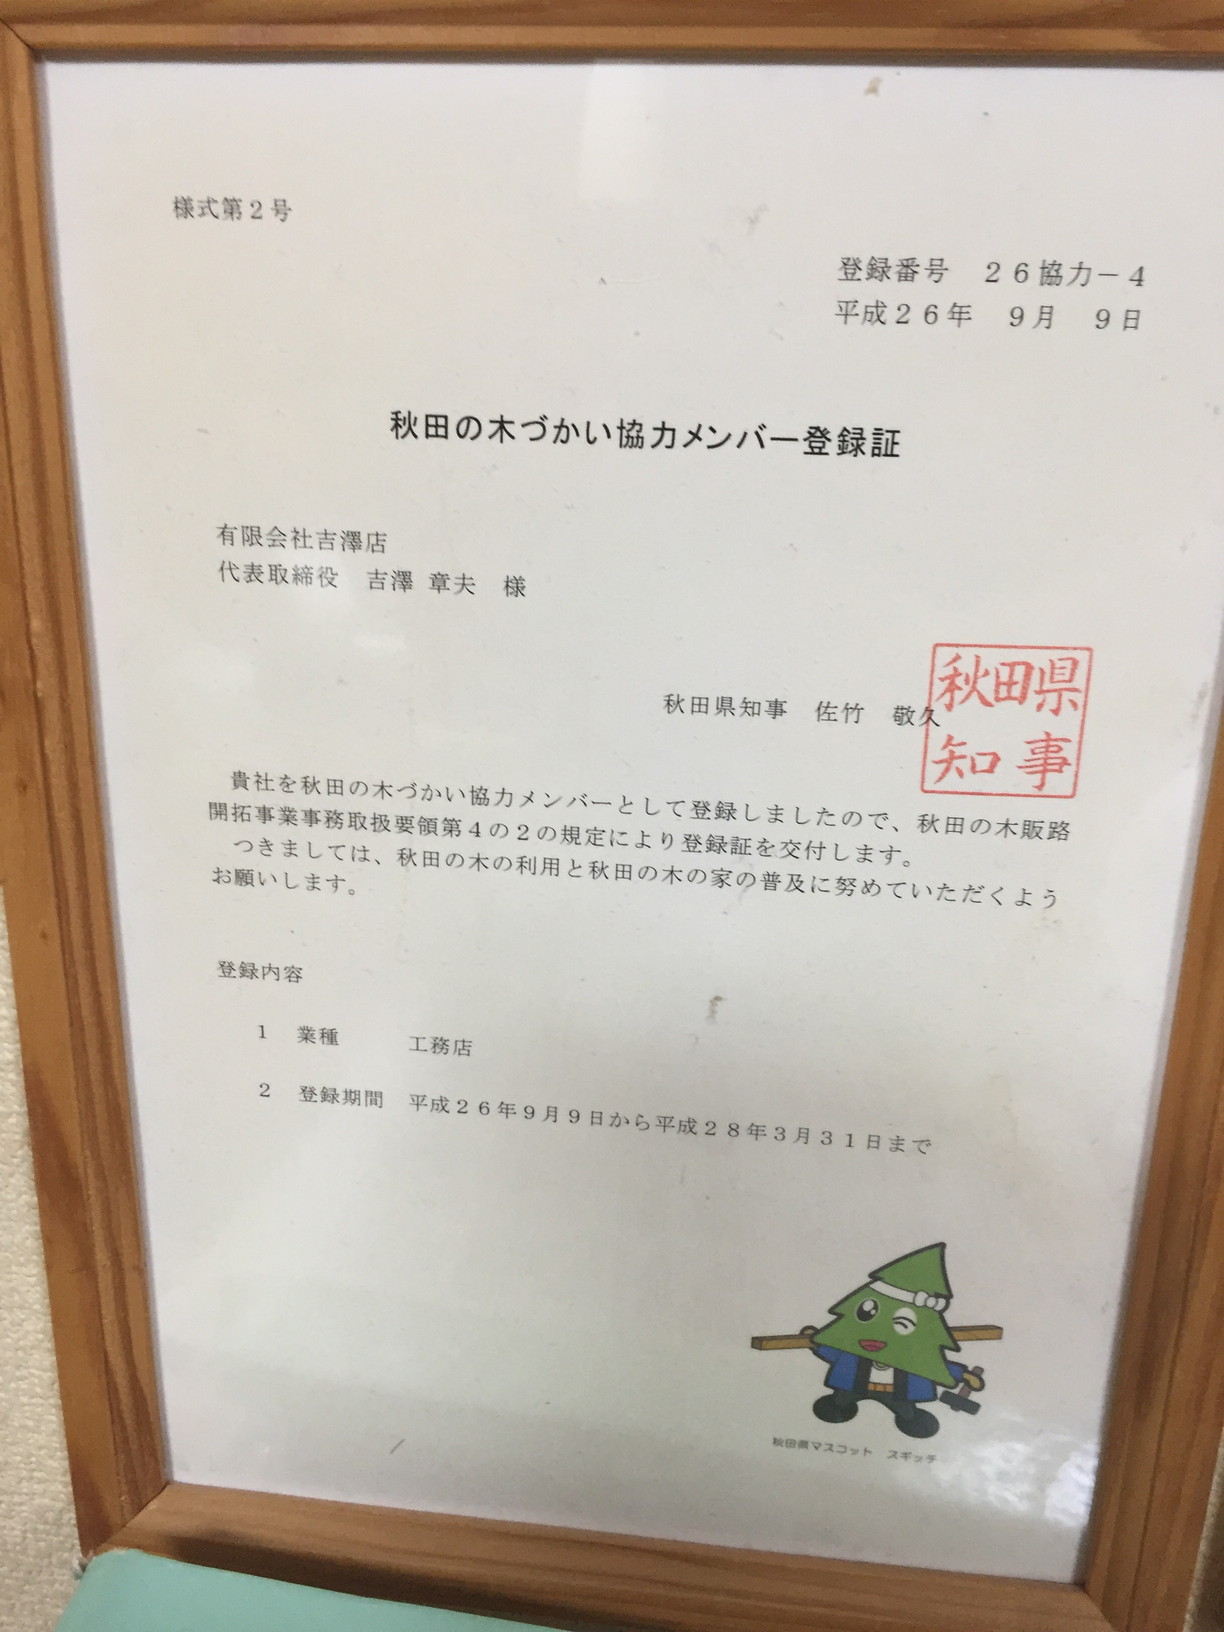 様式第２号
登録番号　２６協力－４
平成２６年　９月　９日
秋田の木づかい協力メンバー登録証
有限会社吉澤店
代表取締役　吉澤 章夫　様
秋田県知事　佐竹　敬久
秋田県
知事
貴社を秋田の木づかい協力メンバーとして登録しましたので、秋田の木販路
開拓事業事務取扱要領第４の２の規定により登録証を交付します。
つきましては、秋田の木の利用と秋田の木の家の普及に努めていただくよう
お願いします。
登録内容
１　業種　　　工務店
２　登録期間　平成２６年９月９日から平成２８年３月３１日まで
秋田県マスコット　スギッチ